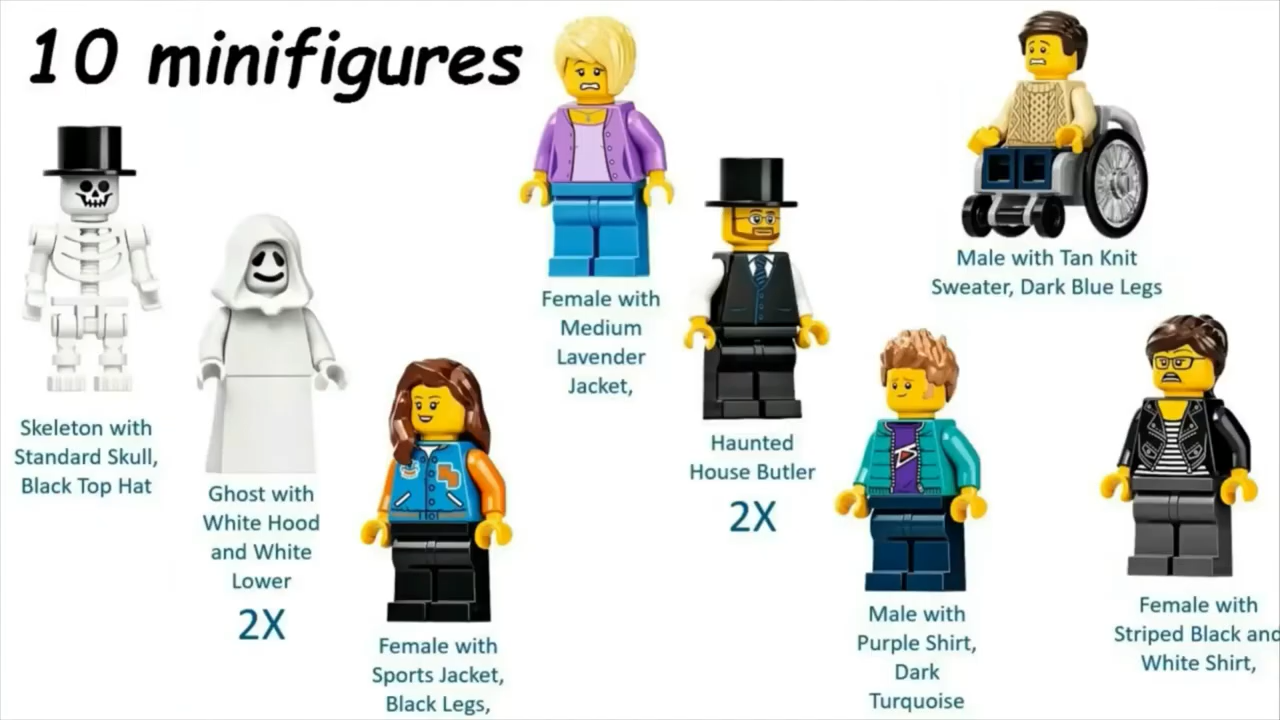 10 minifigures
Skeleton with
Standard Skull,
Black Top Hat
Ghost with
White Hood
and White
Lower
2X
Female with
Sports Jacket,
Black Legs,
Female with
Medium
Lavender
Jacket,
Haunted
House Butler
2X
Male with
Purple Shirt,
Dark
Turquoise
Male with Tan Knit
Sweater, Dark Blue Legs
Female with
Striped Black and
White Shirt,